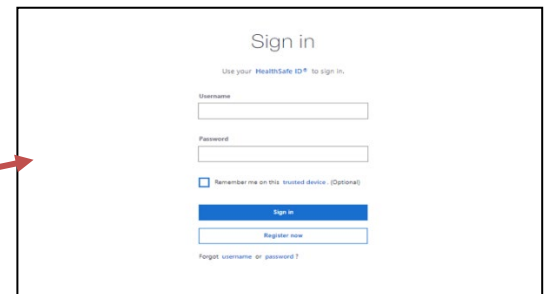 Sign in
Use your HealthSafe ID® to sign in.
Username
Password
Remember me on this trusted device. (Optional)
Sign in
Register now
Forgot username or password ?